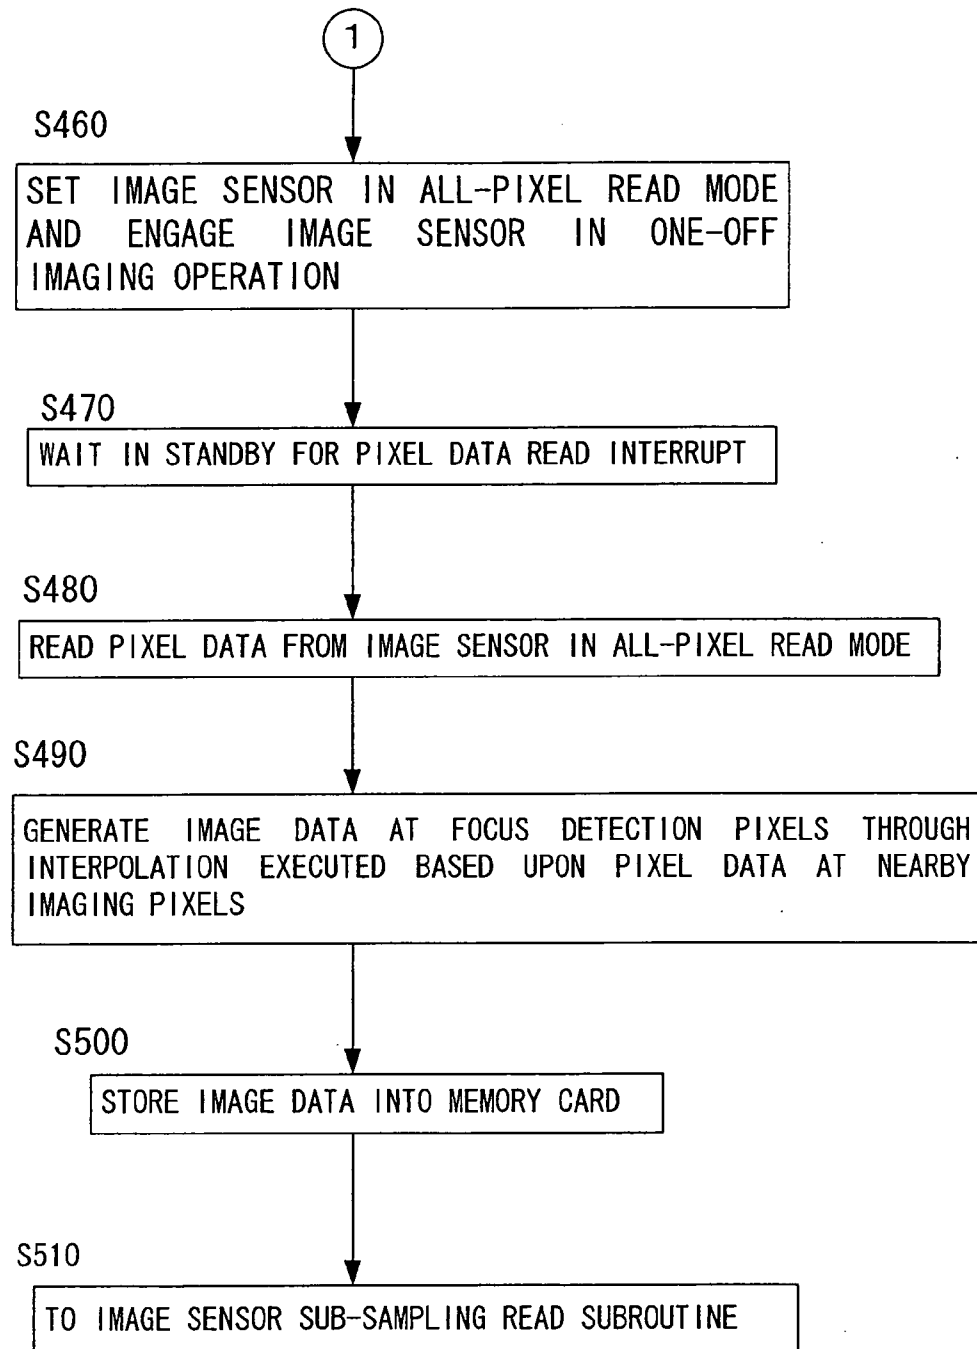 1
S460
SET IMAGE SENSOR IN ALL-PIXEL READ MODE
AND ENGAGE IMAGE SENSOR IN ONE-OFF
IMAGING OPERATION
S470
WAIT IN STANDBY FOR PIXEL DATA READ INTERRUPT
S480
READ PIXEL DATA FROM IMAGE SENSOR IN ALL-PIXEL READ MODE
S490
GENERATE IMAGE DATA AT FOCUS DETECTION PIXELS THROUGH
INTERPOLATION EXECUTED BASED UPON PIXEL DATA AT NEARBY
IMAGING PIXELS
S500
STORE IMAGE DATA INTO MEMORY CARD
S510
TO IMAGE SENSOR SUB-SAMPLING READ SUBROUTINE